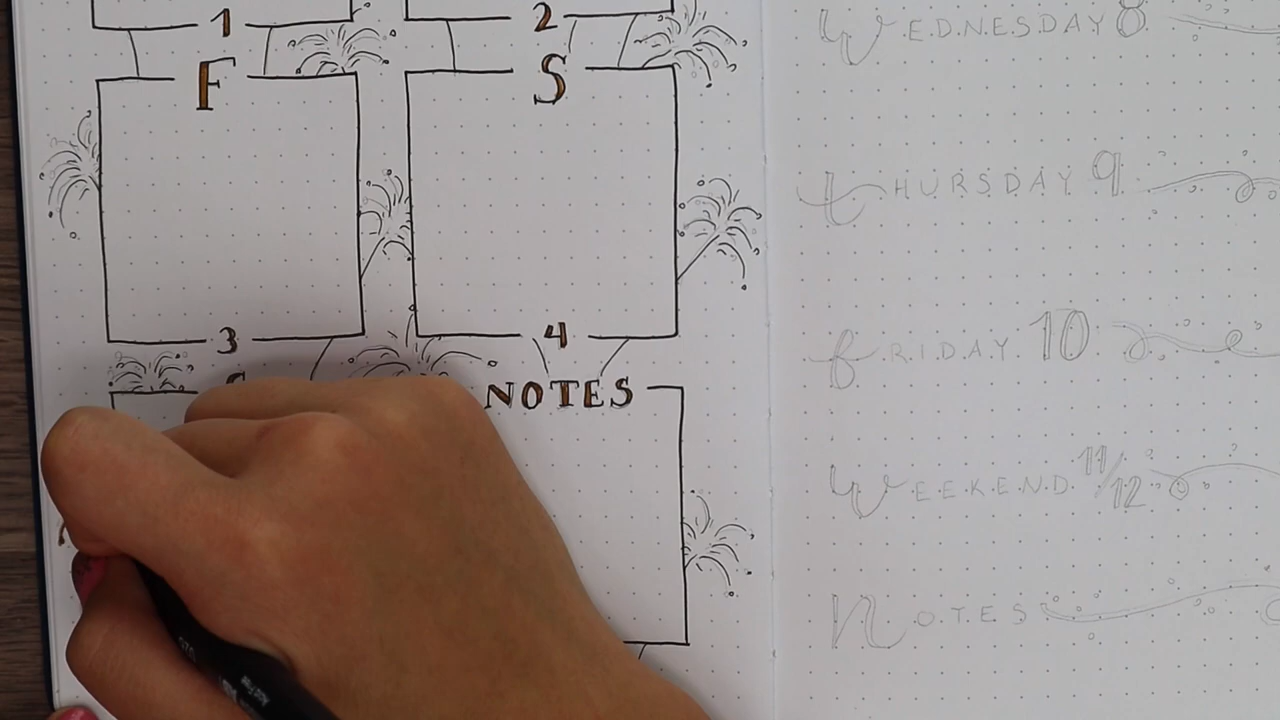 1 2
F S
3 4
NOTES
WEDNESDAY 8
THURSDAY 9
fRIDAY 10
WEEKEND 11/12
NOTES